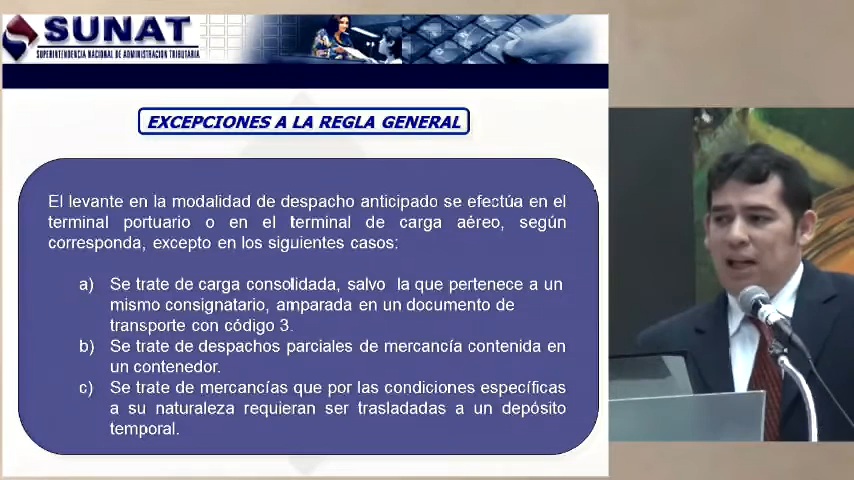 SUNAT
SUPERINTENDENCIA NACIONAL DE ADMINISTRACION TRIBUTARIA
EXCEPCIONES A LA REGLA GENERAL
El levante en la modalidad de despacho anticipado se efectúa en el
terminal portuario o en el terminal de carga aéreo, según
corresponda, excepto en los siguientes casos:
a) Se trate de carga consolidada, salvo la que pertenece a un
mismo consignatario, amparada en un documento de
transporte con código 3.
b) Se trate de despachos parciales de mercancía contenida en
un contenedor.
c) Se trate de mercancías que por las condiciones específicas
a su naturaleza requieran ser trasladadas a un depósito
temporal.